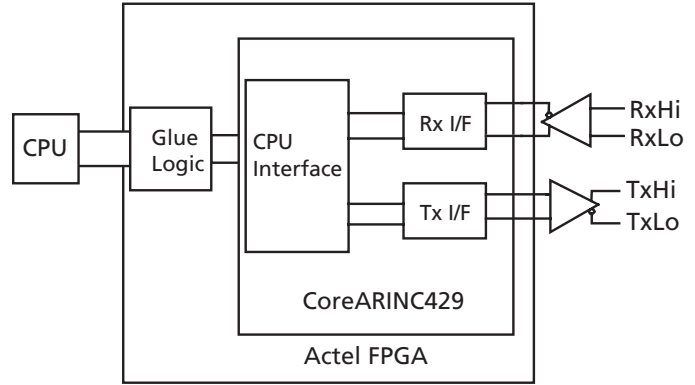 CPU
Glue
Logic
CPU
Interface
Rx I/F
Tx I/F
RxHi
RxLo
TxHi
TxLo
CoreARINC429
Actel FPGA